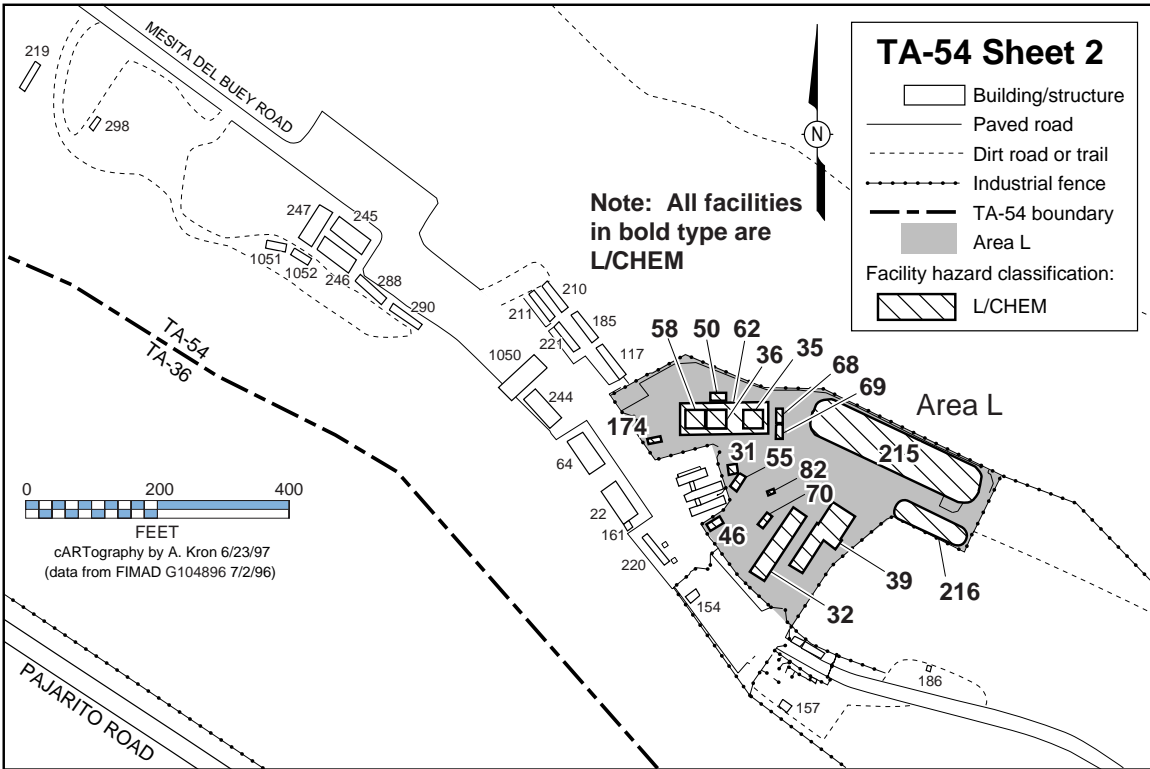 219
MESITA DEL BUEY ROAD
298
247
245
1051
1052
246
288
290
TA-54
TA-36
210
211
185
221
117
1050
244
64
22
161
220
154
157
186
Note: All facilities
in bold type are
L/CHEM
N
TA-54 Sheet 2
Building/structure
Paved road
Dirt road or trail
Industrial fence
TA-54 boundary
Area L
Facility hazard classification:
L/CHEM
58
50
62
36
35
68
69
Area L
174
31
55
82
70
215
46
39
32
216
0 200 400
FEET
cARTography by A. Kron 6/23/97
(data from FIMAD G104896 7/2/96)
PAJARITO ROAD